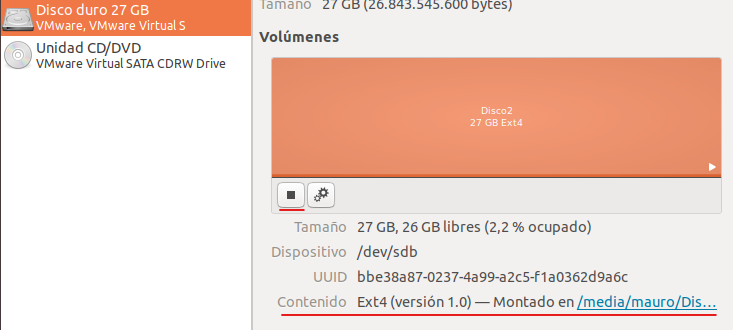 Disco duro 27 GB
VMware, VMware Virtual S
Unidad CD/DVD
VMware Virtual SATA CDRW Drive
Tamaño 27 GB (26.843.545.600 bytes)
Volúmenes
Disco2
27 GB Ext4
Tamaño 27 GB, 26 GB libres (2,2 % ocupado)
Dispositivo /dev/sdb
UUID bbe38a87-0237-4a99-a2c5-f1a0362d9a6c
Contenido Ext4 (versión 1.0) — Montado en /media/mauro/Dis…